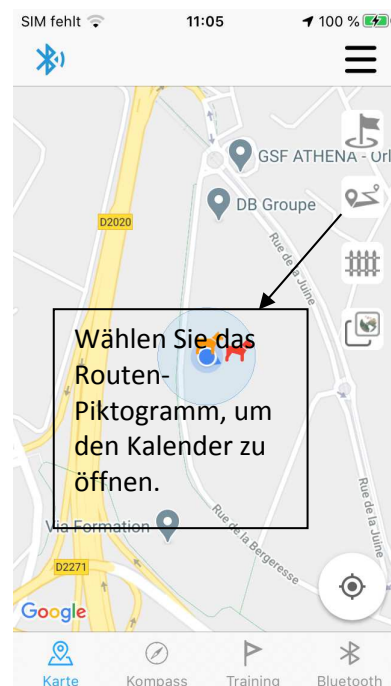 SIM fehlt 11:05 100 %
GSF ATHENA - Orl
DB Groupe
D2020
Rue de la Juine
Wählen Sie das
Routen-
Piktogramm, um
den Kalender zu
öffnen.
Rue de la Juine
Via Formation
Rue de la Bergeresse
D2271
Google
Karte Kompass Training Bluetooth